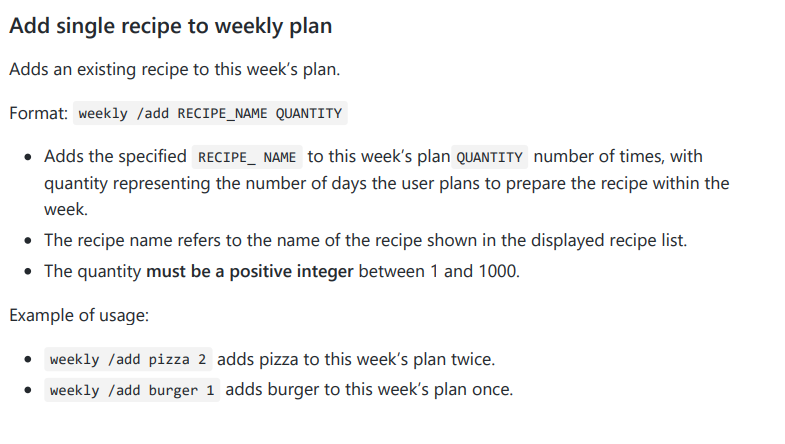 Add single recipe to weekly plan
Adds an existing recipe to this week’s plan.
Format: weekly /add RECIPE_NAME QUANTITY
• Adds the specified RECIPE_ NAME to this week’s plan QUANTITY number of times, with
quantity representing the number of days the user plans to prepare the recipe within the
week.
• The recipe name refers to the name of the recipe shown in the displayed recipe list.
• The quantity must be a positive integer between 1 and 1000.
Example of usage:
• weekly /add pizza 2 adds pizza to this week’s plan twice.
• weekly /add burger 1 adds burger to this week’s plan once.